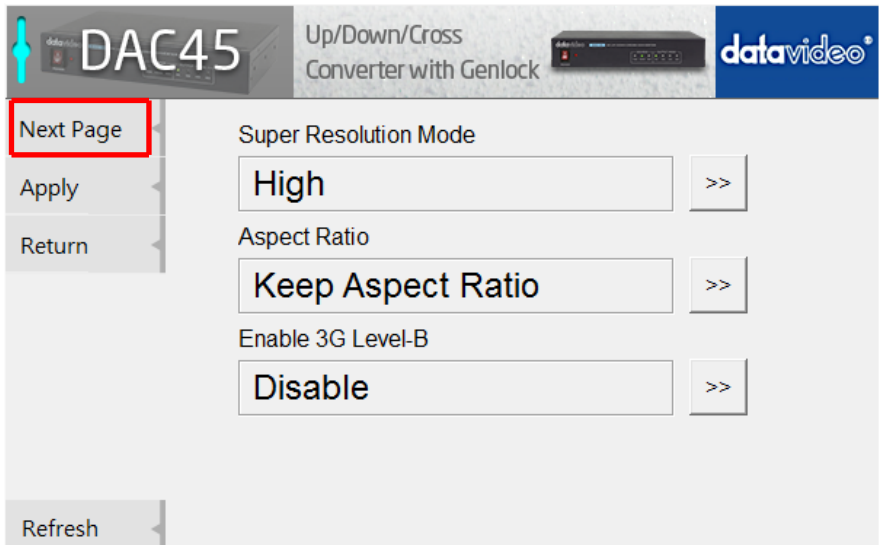 DAC45
Up/Down/Cross
Converter with Genlock
datavideo
Next Page
Apply
Return
Super Resolution Mode
High
>>
Aspect Ratio
Keep Aspect Ratio
>>
Enable 3G Level-B
Disable
>>
Refresh